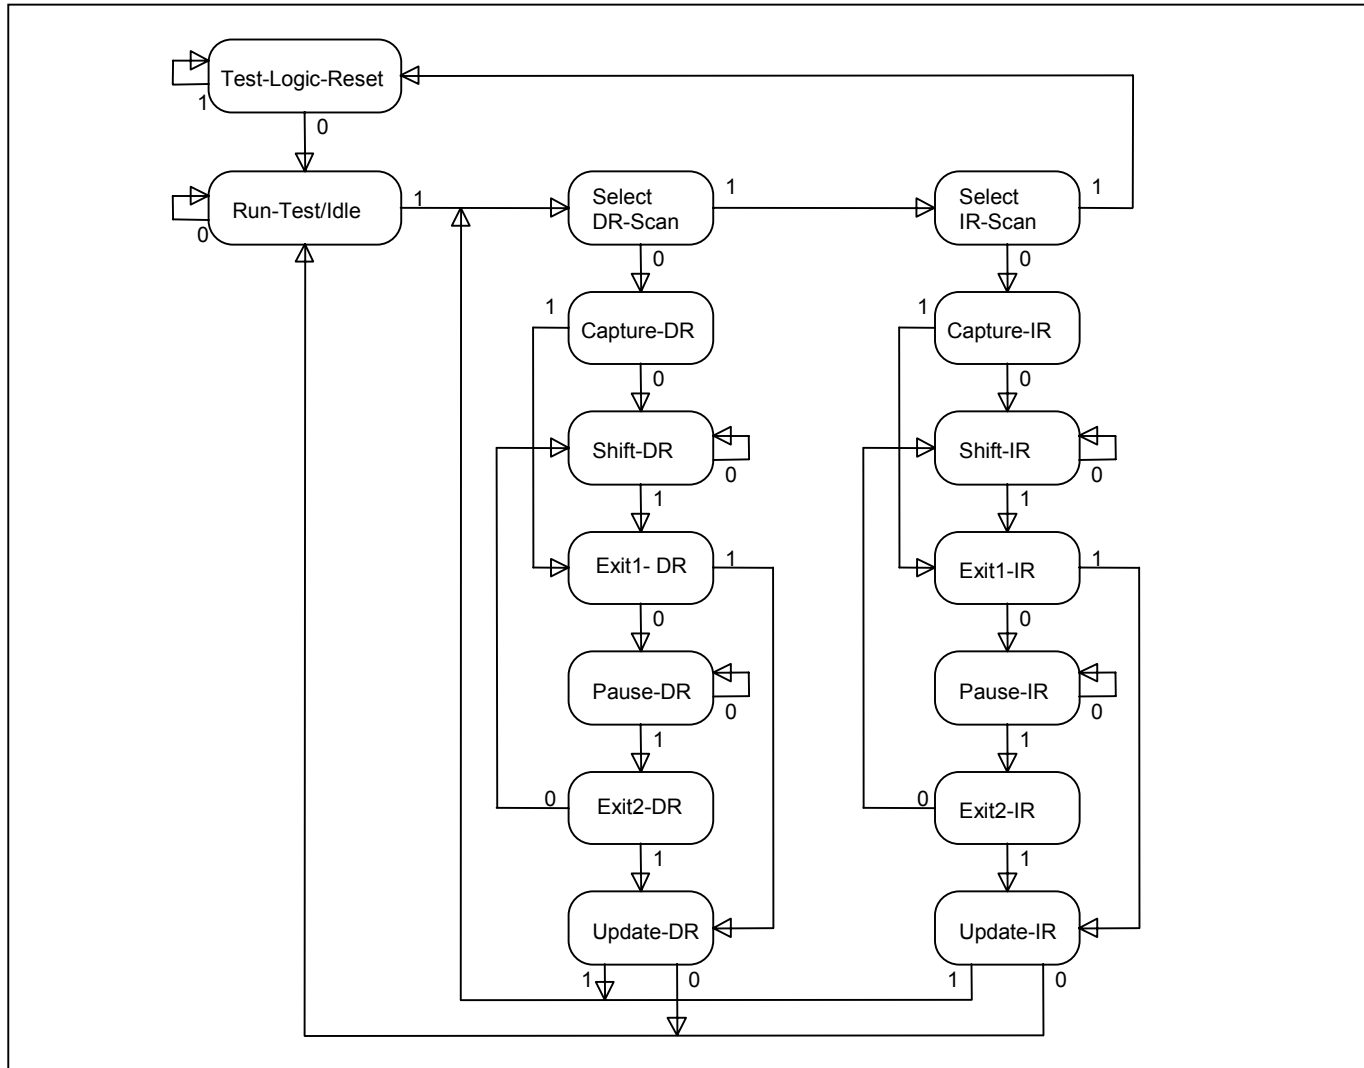 Test-Logic-Reset
1
0
Run-Test/Idle
0
1
Select
DR-Scan
1
0
Select
IR-Scan
1
0
1
Capture-DR
0
1
Capture-IR
0
Shift-DR
0
1
Shift-IR
0
1
Exit1- DR
1
0
Exit1-IR
1
0
Pause-DR
0
1
Pause-IR
0
1
0
Exit2-DR
1
0
Exit2-IR
1
Update-DR
1
0
Update-IR
1
0